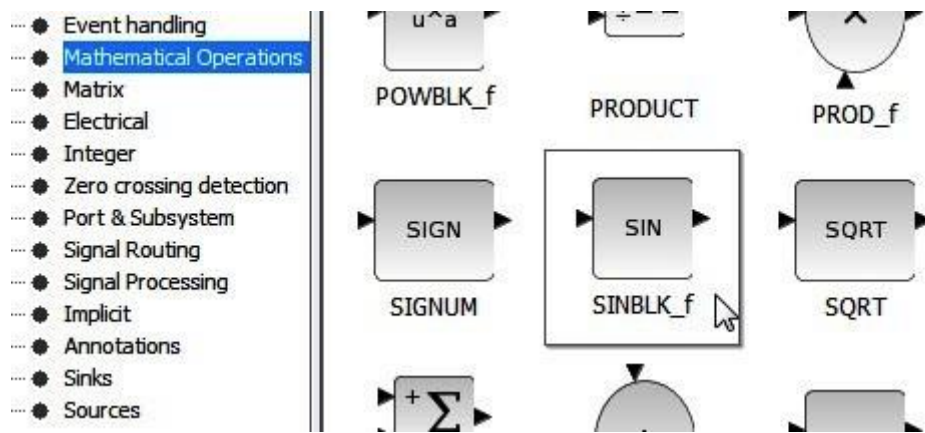 Event handling
Mathematical Operations
Matrix
Electrical
Integer
Zero crossing detection
Port & Subsystem
Signal Routing
Signal Processing
Implicit
Annotations
Sinks
Sources
u^a
POWBLK_f
PRODUCT
PROD_f
SIGN
SIN
SQRT
SIGNUM
SINBLK_f
SQRT
+
Σ